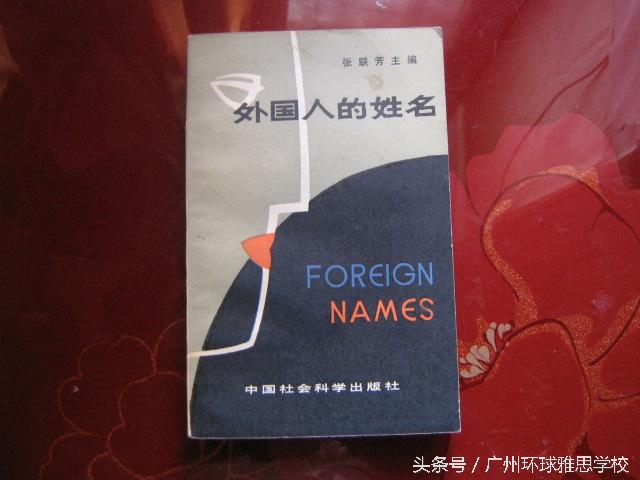 张联芳主编
外国人的姓名
FOREIGN
NAMES
中国社会科学出版社
头条号/广州环球雅思学校